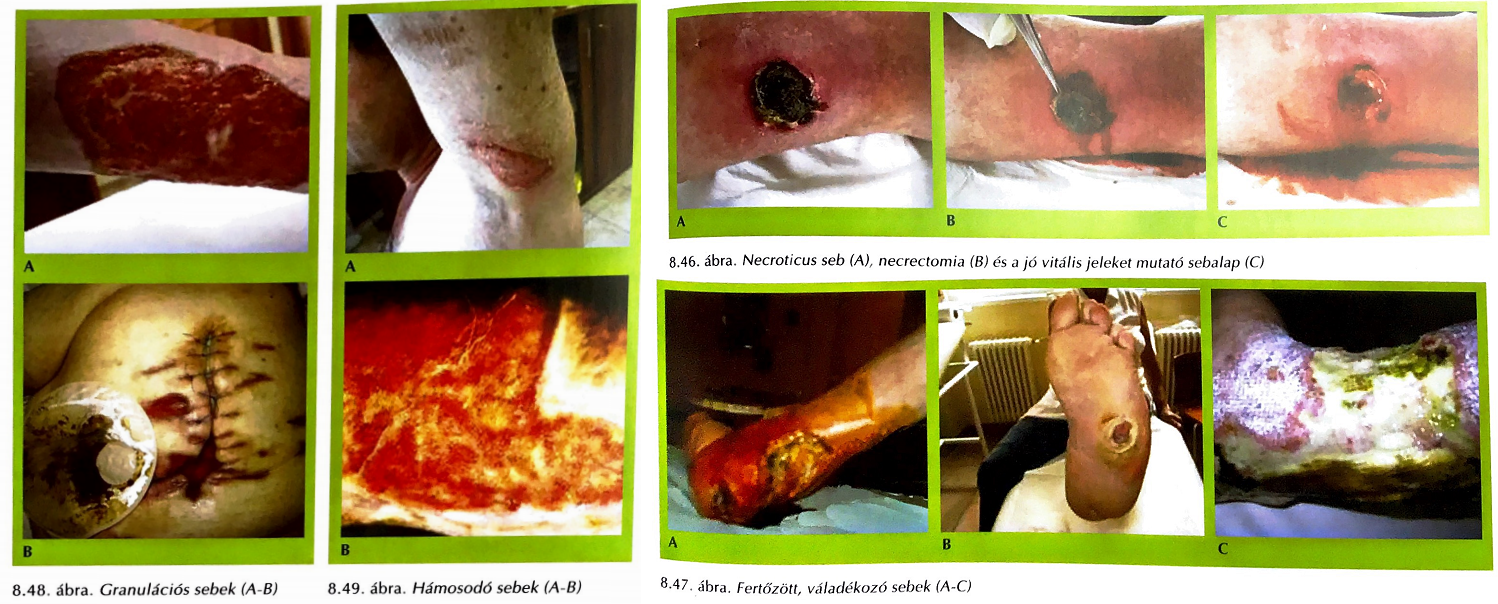 A
A
B
B
8.48. ábra. Granulációs sebek (A-B)
8.49. ábra. Hámosodó sebek (A-B)
A
B
C
8.46. ábra. Necroticus seb (A), necrectomia (B) és a jó vitális jeleket mutató sebalap (C)
A
B
C
8.47. ábra. Fertőzött, váladékozó sebek (A-C)